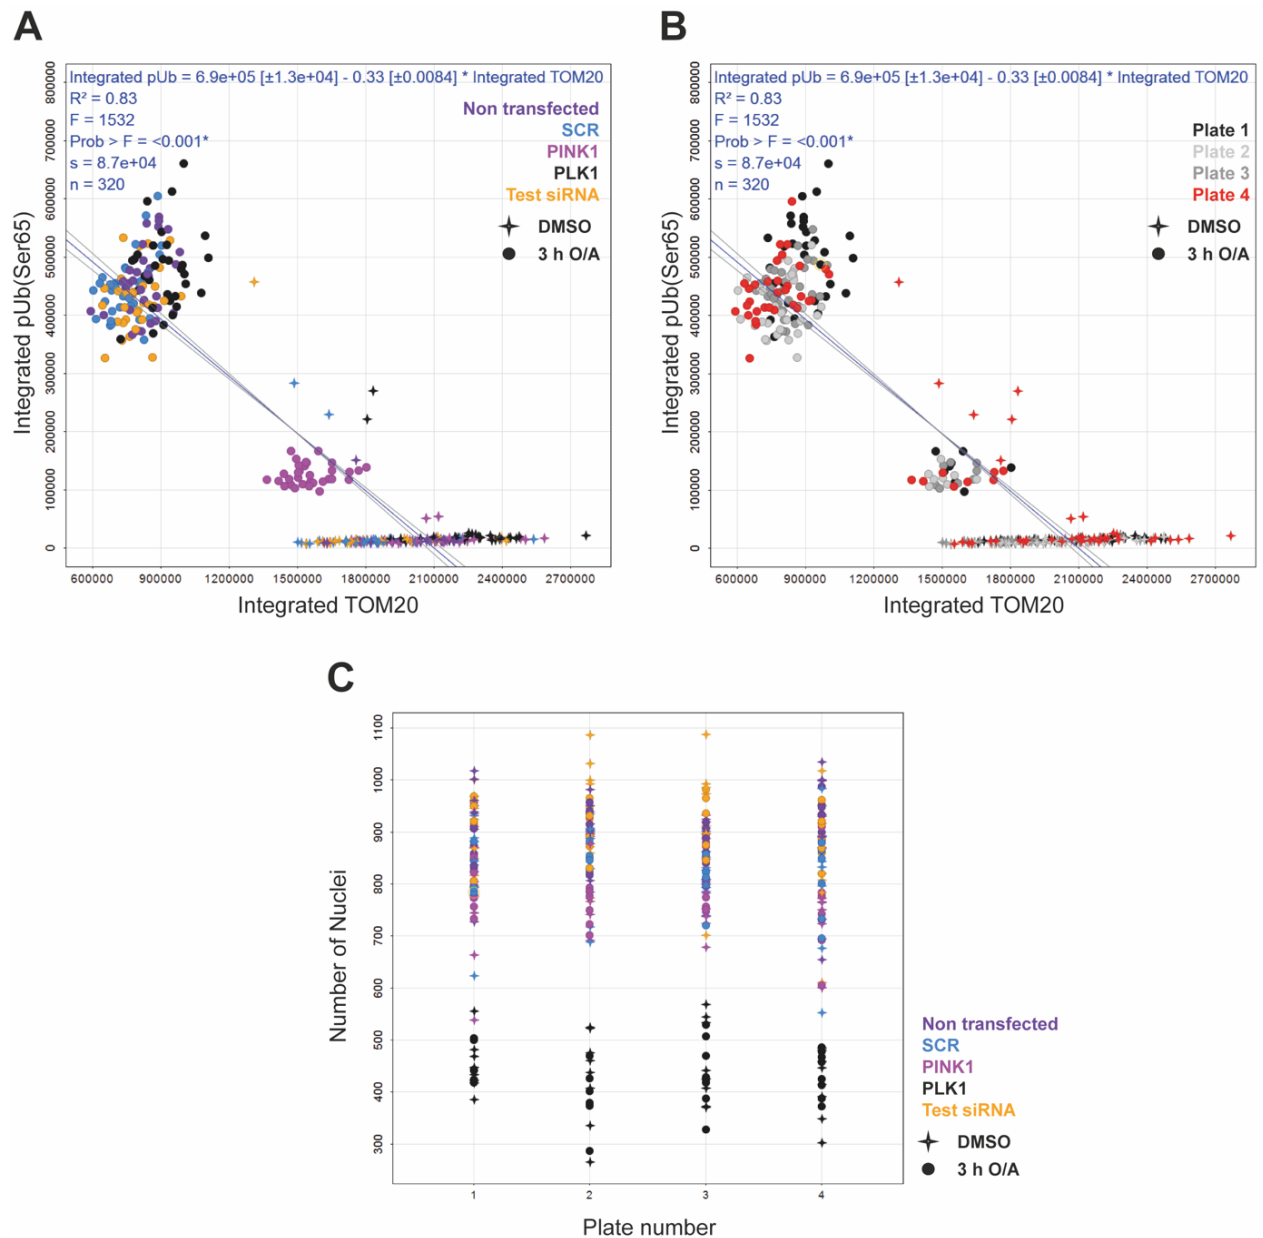 A
Integrated pUb = 6.9e+05 [±1.3e+04] - 0.33 [±0.0084] * Integrated TOM20
R² = 0.83
F = 1532
Prob > F = <0.001*
s = 8.7e+04
n = 320
Non transfected
SCR
PINK1
PLK1
Test siRNA
DMSO
3 h O/A
Integrated pUb(Ser65)
800000
700000
600000
500000
400000
300000
200000
100000
0
600000 900000 1200000 1500000 1800000 2100000 2400000 2700000
Integrated TOM20
B
Integrated pUb = 6.9e+05 [±1.3e+04] - 0.33 [±0.0084] * Integrated TOM20
R² = 0.83
F = 1532
Prob > F = <0.001*
s = 8.7e+04
n = 320
Plate 1
Plate 2
Plate 3
Plate 4
DMSO
3 h O/A
Integrated pUb(Ser65)
800000
700000
600000
500000
400000
300000
200000
100000
0
600000 900000 1200000 1500000 1800000 2100000 2400000 2700000
Integrated TOM20
C
Number of Nuclei
1100
1000
900
800
700
600
500
400
300
1 2 3 4
Plate number
Non transfected
SCR
PINK1
PLK1
Test siRNA
DMSO
3 h O/A